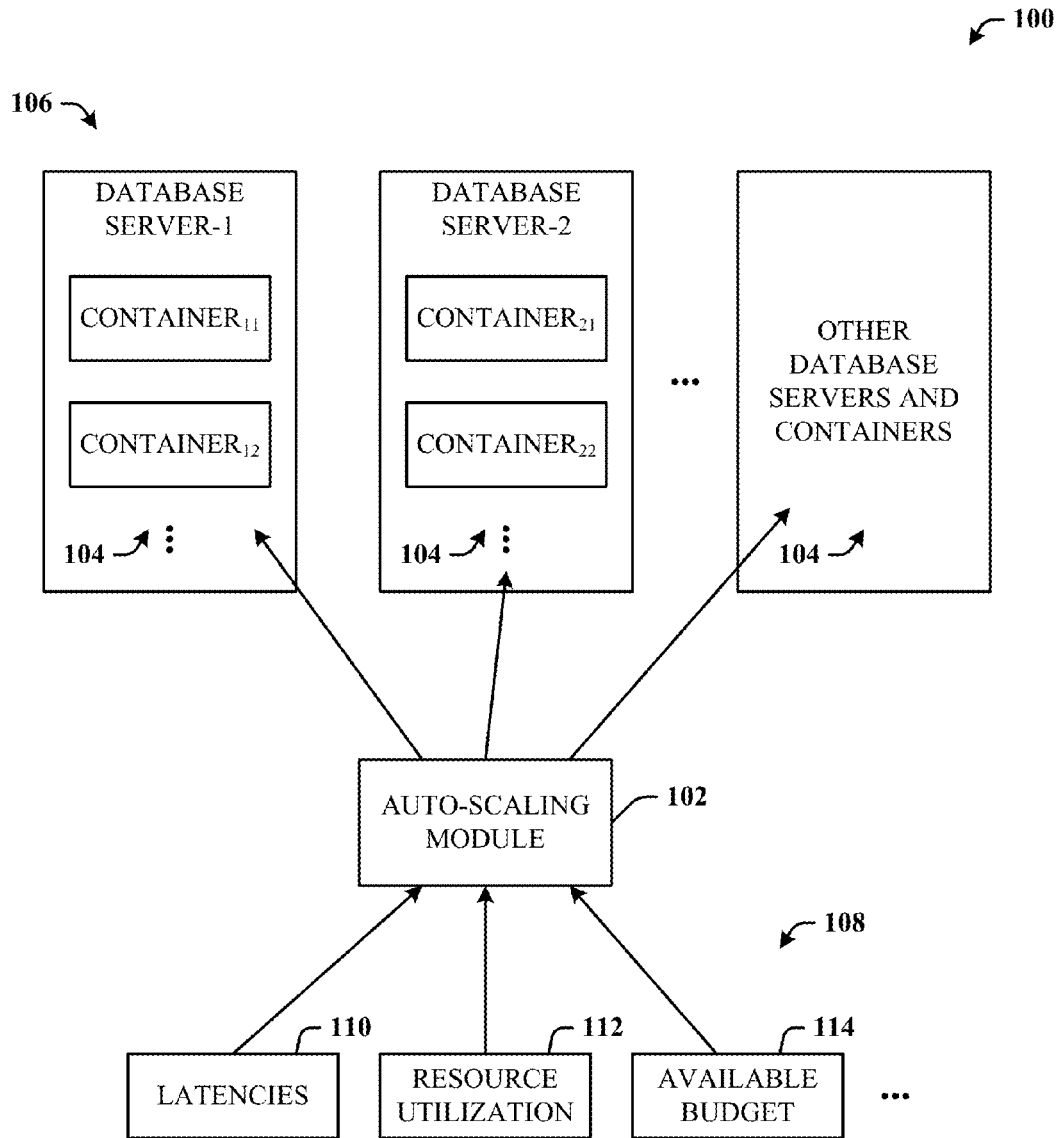 100
106
DATABASE
SERVER-1
CONTAINER₁₁
CONTAINER₁₂
104
DATABASE
SERVER-2
CONTAINER₂₁
CONTAINER₂₂
104
...
OTHER
DATABASE
SERVERS AND
CONTAINERS
104
AUTO-SCALING
MODULE
102
108
110
LATENCIES
112
RESOURCE
UTILIZATION
114
AVAILABLE
BUDGET
...